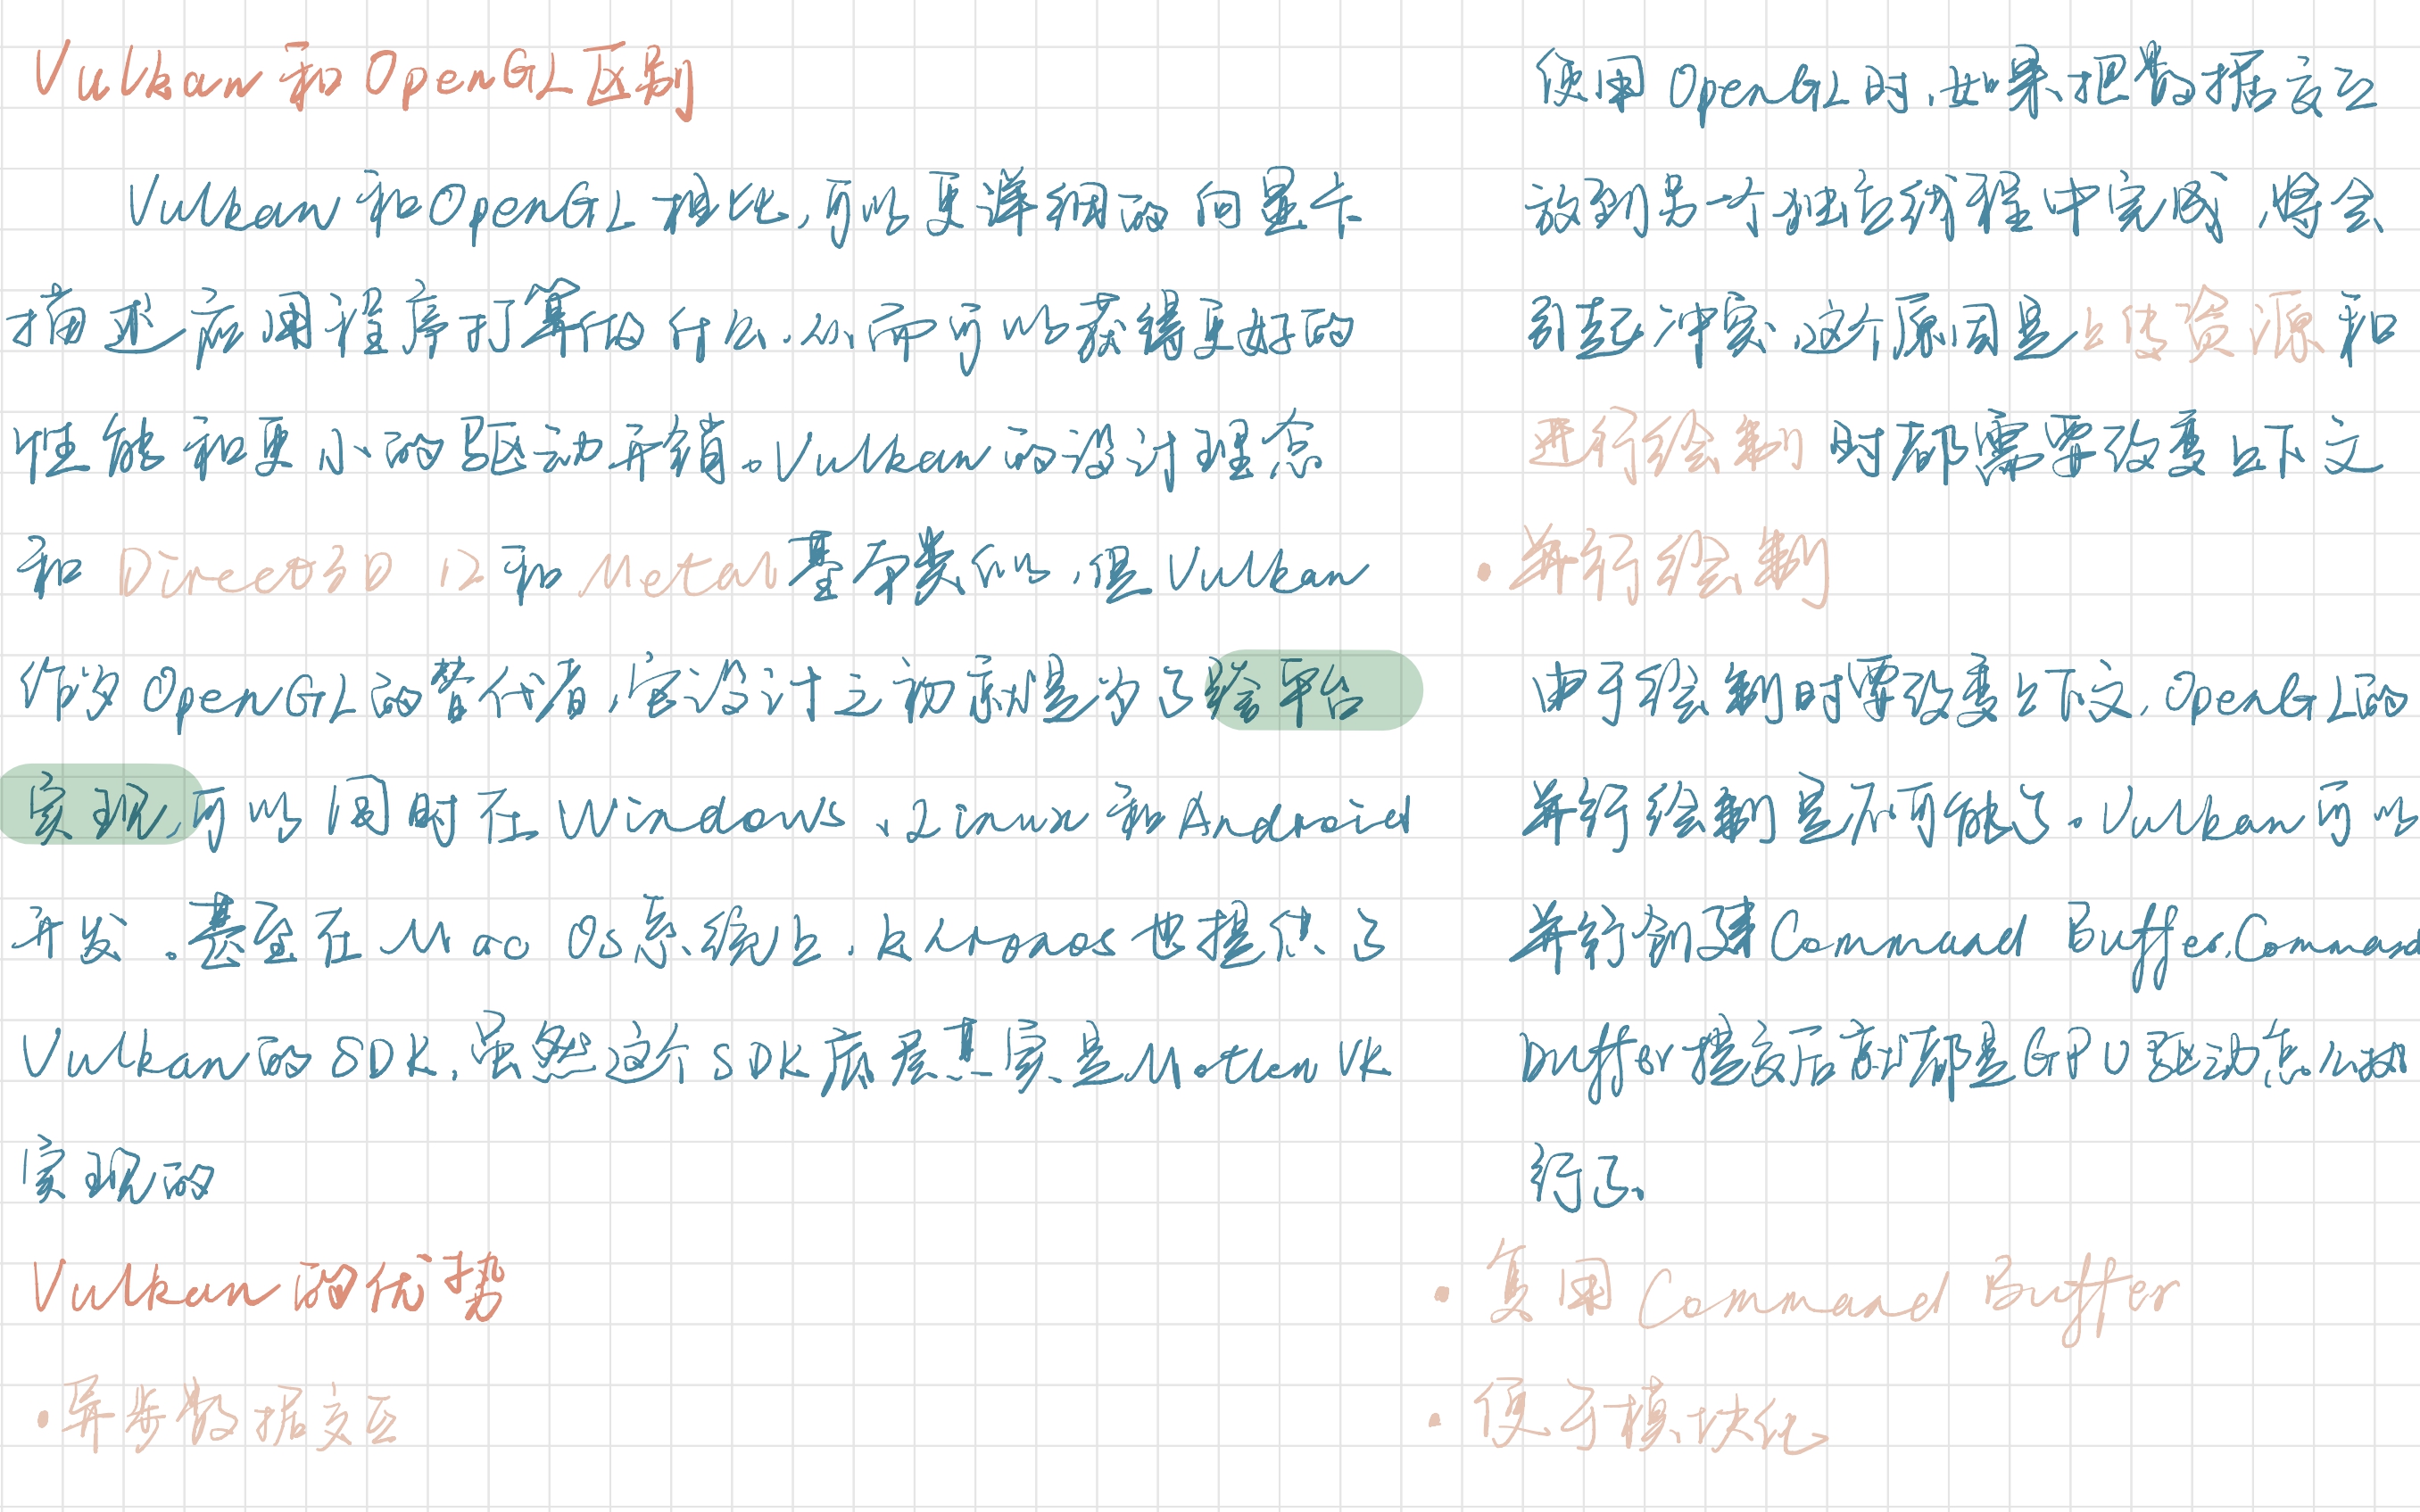 Vulkan和OpenGL区别
Vulkan和OpenGL相比,可以更详细的向显卡
描述应用程序打算做什么,从而可以获得更好的
性能和更小的驱动开销。Vulkan的设计理念
和Direct3D 12和Metal基本类似,但Vulkan
作为OpenGL的替代者,它设计之初就是为了跨平台
实现,可以同时在Windows、Linux和Android
开发。甚至在Mac Os系统上,khronos也提供了
Vulkan的SDK,虽然这个SDK底层其实是MoltenVK
实现的
Vulkan的优势
·异步数据交互
使用OpenGL时,如果把数据交互
放到另一个独立线程中完成,将会
引起冲突,这个原因是上传资源和
进行绘制时都需要改变上下文
·并行绘制
由于绘制时要改变上下文,OpenGL的
并行绘制是不可能了。Vulkan可以
并行创建Command Buffer,Command
Buffer提交后就都是GPU驱动怎么执
行了。
·复用Command Buffer
·便于模块化